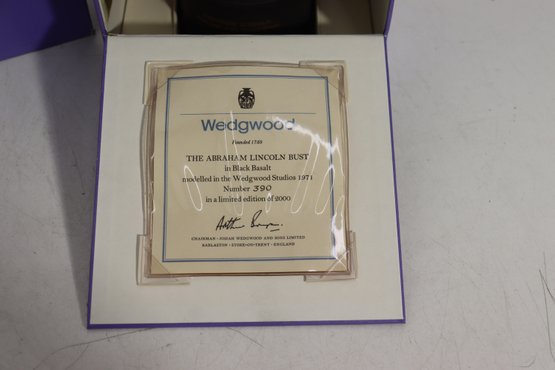 Wedgwood
Founded 1759
THE ABRAHAM LINCOLN BUST
in Black Basalt
modelled in the Wedgwood Studios 1971
Number 390
in a limited edition of 2000
CHAIRMAN · JOSIAH WEDGWOOD AND SONS LIMITED
BARLASTON · STOKE-ON-TRENT · ENGLAND